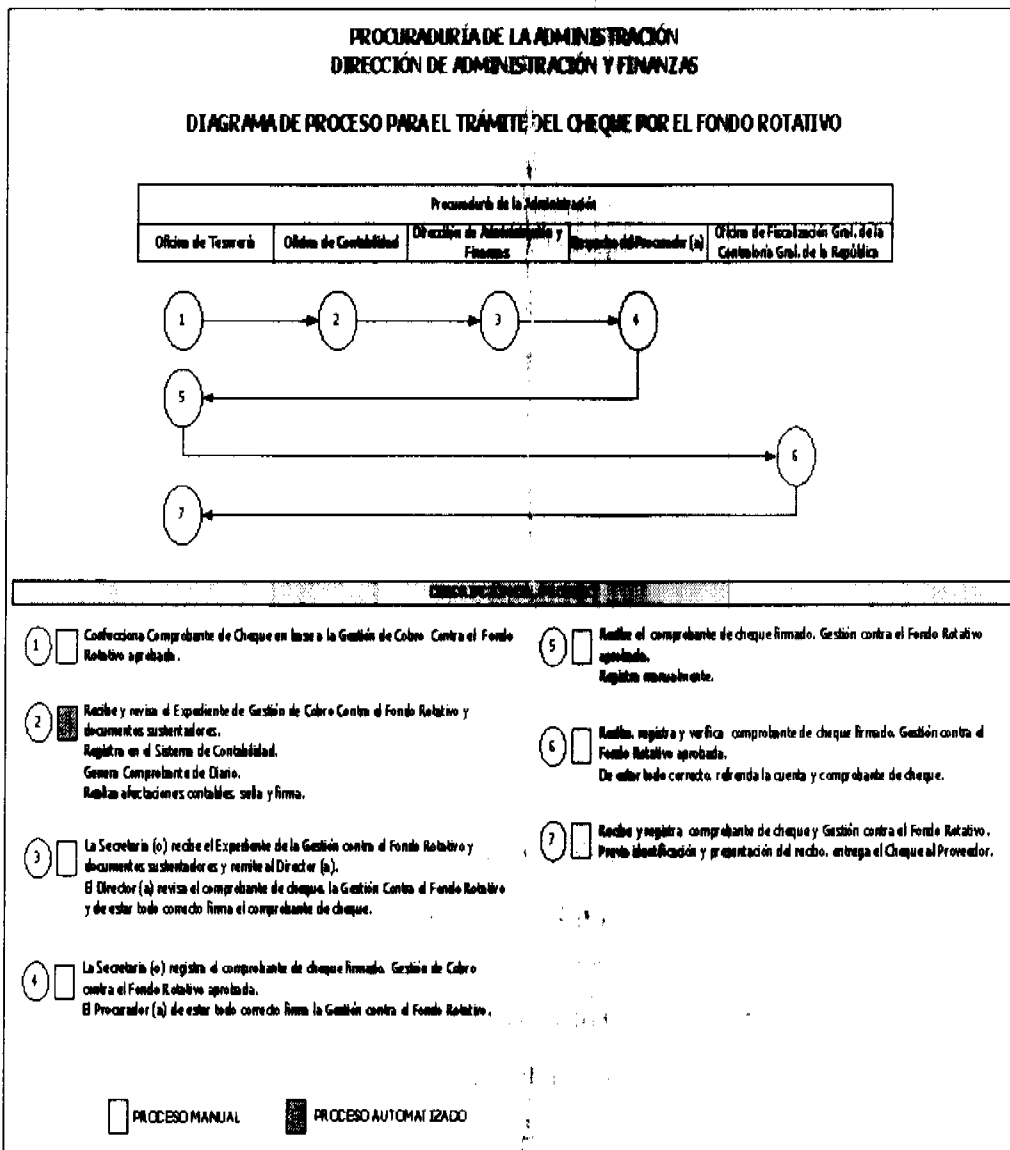 PROCURADURÍA DE LA ADMINISTRACIÓN
DIRECCIÓN DE ADMINISTRACIÓN Y FINANZAS
DIAGRAMA DE PROCESO PARA EL TRÁMITE DEL CHEQUE POR EL FONDO ROTATIVO
Procuraduría de la Administración
Oficina de Tesorería
Oficina de Contabilidad
Dirección de Administración y
Finanzas
Despacho del Procurador (a)
Oficina de Fiscalización Gral. de la
Contraloría Gral. de la República
1
2
3
4
5
6
7
1 Confecciona Comprobante de Cheque en base a la Gestión de Cobro Contra el Fondo
Rotativo aprobada.
2 Recibe y revisa el Expediente de Gestión de Cobro Contra el Fondo Rotativo y
documentos sustentadores.
Registra en el Sistema de Contabilidad.
Genera Comprobante de Diario.
Realiza afectaciones contables, sella y firma.
3 La Secretaria (o) recibe el Expediente de la Gestión contra el Fondo Rotativo y
documentos sustentadores y remite al Director (a).
El Director (a) revisa el comprobante de cheque, la Gestión Contra el Fondo Rotativo
y de estar todo correcto firma el comprobante de cheque.
4 La Secretaria (o) registra el comprobante de cheque firmado. Gestión de Cobro
contra el Fondo Rotativo aprobada.
El Procurador (a) de estar todo correcto firma la Gestión contra el Fondo Rotativo.
5 Recibe el comprobante de cheque firmado. Gestión contra el Fondo Rotativo
aprobada.
Registra manualmente.
6 Recibe, registra y verifica comprobante de cheque firmado. Gestión contra el
Fondo Rotativo aprobada.
De estar todo correcto, refrenda la cuenta y comprobante de cheque.
7 Recibe y registra comprobante de cheque y Gestión contra el Fondo Rotativo.
Previa identificación y presentación del recibo, entrega el Cheque al Proveedor.
PROCESO MANUAL
PROCESO AUTOMATIZADO